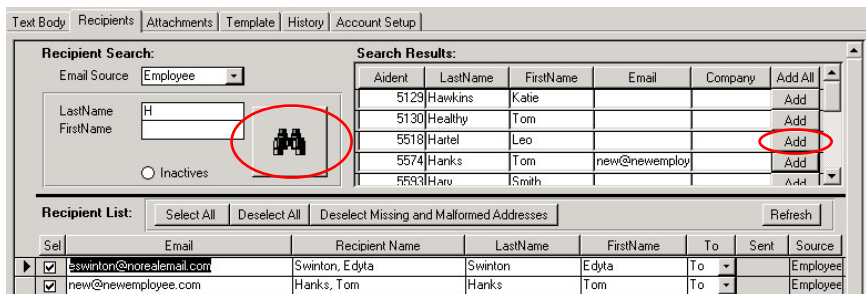 Text Body Recipients Attachments Template History Account Setup
Recipient Search:
Email Source Employee
LastName H
FirstName
Inactives
Search Results:
Aident LastName FirstName Email Company Add All
5129 Hawkins Katie Add
5130 Healthy Tom Add
5518 Hartel Leo Add
5574 Hanks Tom new@newemploy Add
5593 Hary Smith Add
Recipient List: Select All Deselect All Deselect Missing and Malformed Addresses Refresh
Sel Email Recipient Name LastName FirstName To Sent Source
eswinton@norealemail.com Swinton, Edyta Swinton Edyta To Employee
new@newemployee.com Hanks, Tom Hanks Tom To Employee